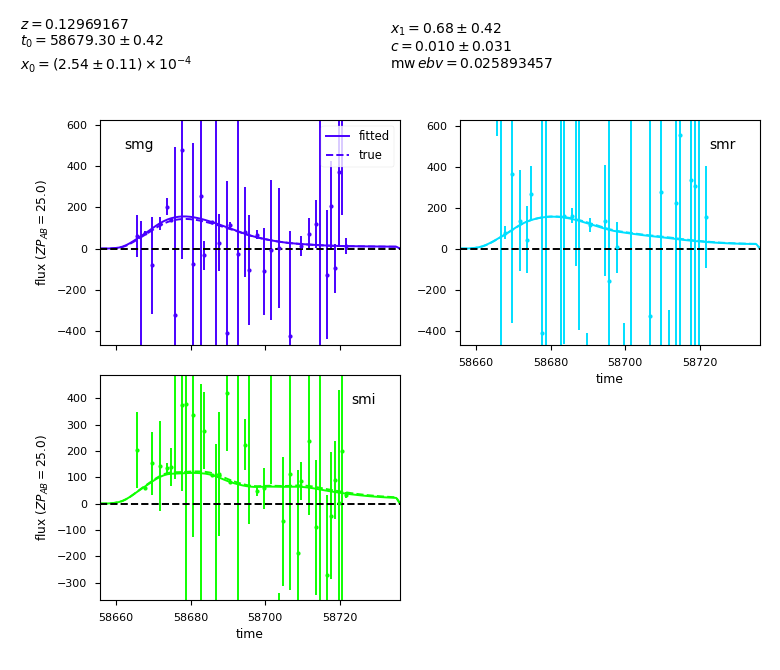 z = 0.12969167
t₀ = 58679.30 ± 0.42
x₀ = (2.54 ± 0.11) × 10⁻⁴
x₁ = 0.68 ± 0.42
c = 0.010 ± 0.031
mw ebv = 0.025893457
smg
fitted
true
600
400
200
0
−200
−400
flux (ZP_AB = 25.0)
smr
600
400
200
0
−200
−400
58660
58680
58700
58720
time
smi
400
300
200
100
0
−100
−200
−300
flux (ZP_AB = 25.0)
58660
58680
58700
58720
time